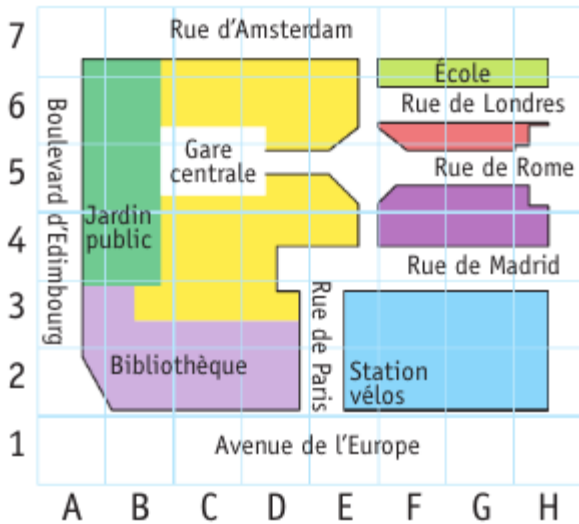 7
Rue d'Amsterdam
École
6
Rue de Londres
Boulevard d'Edimbourg
Gare
centrale
5
Rue de Rome
Jardin
public
4
Rue de Madrid
3
Rue de Paris
Bibliothèque
2
Station
vélos
1
Avenue de l'Europe
A B C D E F G H